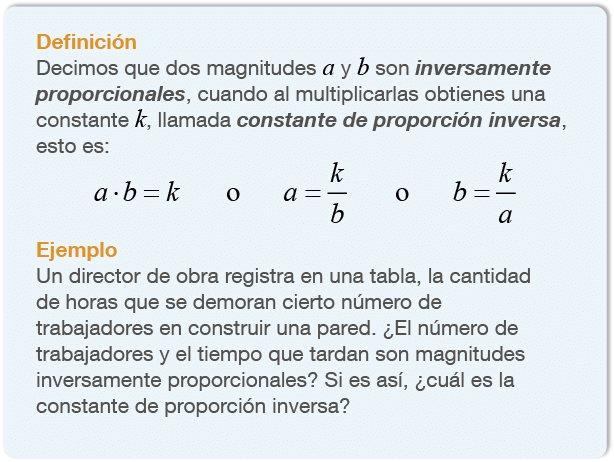 Definición
Decimos que dos magnitudes a y b son inversamente
proporcionales, cuando al multiplicarlas obtienes una
constante k, llamada constante de proporción inversa,
esto es:
a · b = k o a = k/b o b = k/a
Ejemplo
Un director de obra registra en una tabla, la cantidad
de horas que se demoran cierto número de
trabajadores en construir una pared. ¿El número de
trabajadores y el tiempo que tardan son magnitudes
inversamente proporcionales? Si es así, ¿cuál es la
constante de proporción inversa?